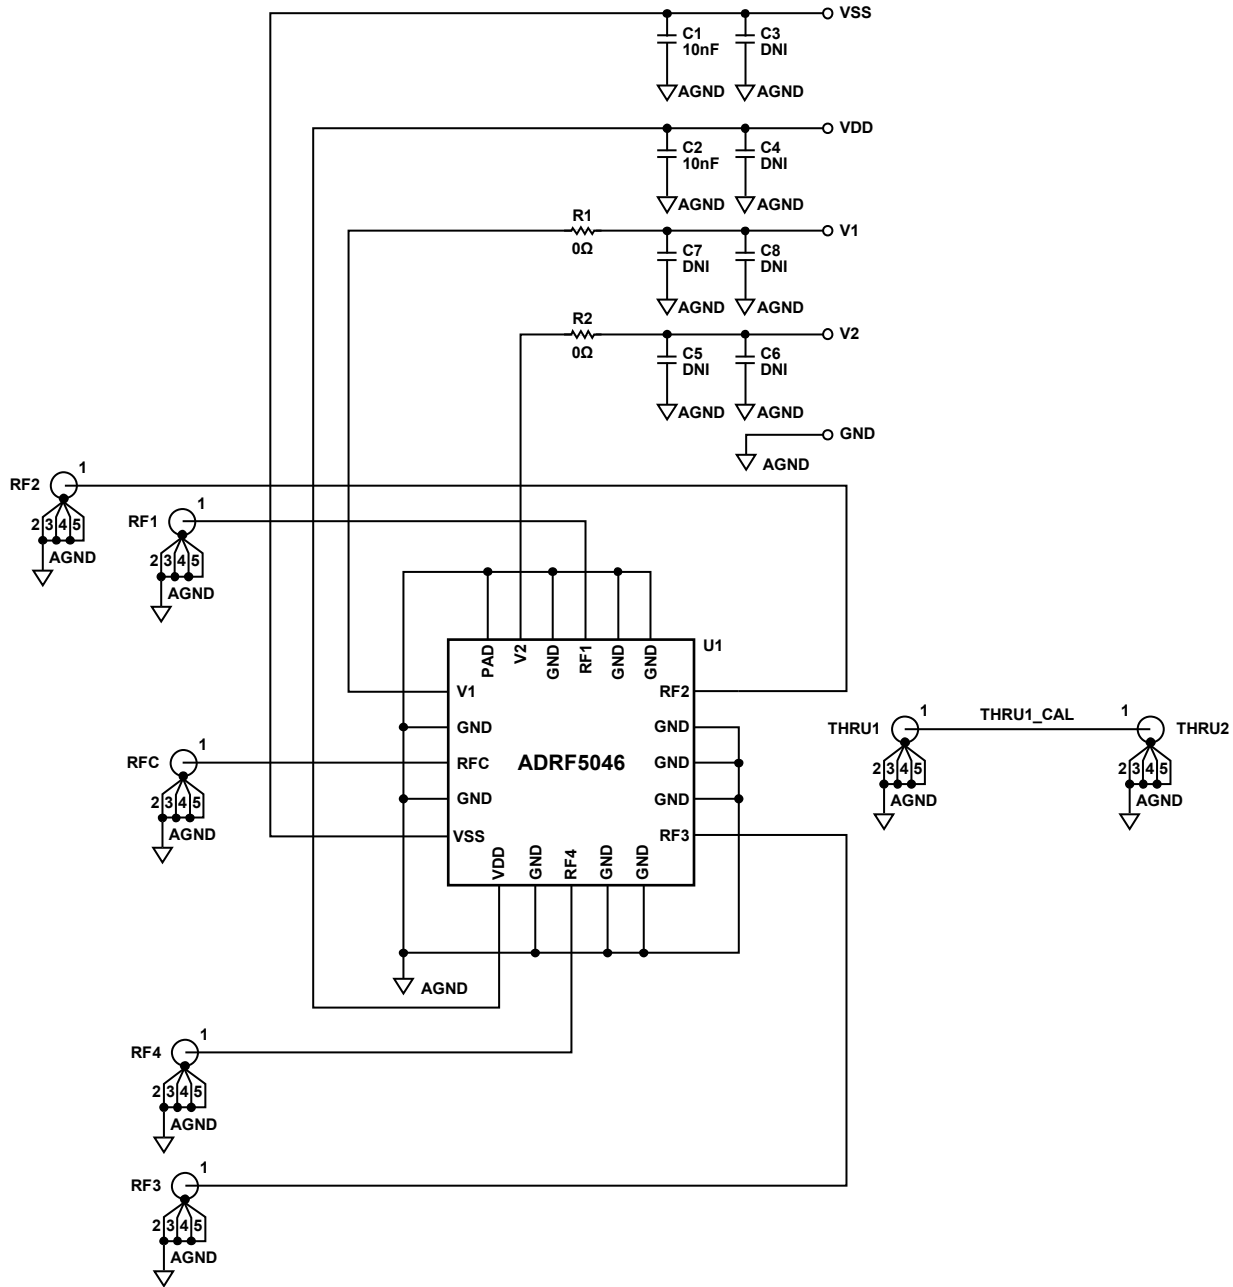 VSS
C1
10nF
C3
DNI
AGND
AGND
VDD
C2
10nF
C4
DNI
AGND
AGND
R1
0Ω
V1
C7
DNI
C8
DNI
AGND
AGND
R2
0Ω
V2
C5
DNI
C6
DNI
AGND
AGND
GND
AGND
RF2
1
2 3 4 5
AGND
RF1
1
2 3 4 5
AGND
U1
PAD
V2
GND
RF1
GND
GND
V1
GND
RFC
GND
VSS
ADRF5046
RF2
GND
GND
GND
RF3
VDD
GND
RF4
GND
GND
AGND
RFC
1
2 3 4 5
AGND
THRU1
1
THRU1_CAL
1
THRU2
2 3 4 5
AGND
2 3 4 5
AGND
RF4
1
2 3 4 5
AGND
RF3
1
2 3 4 5
AGND